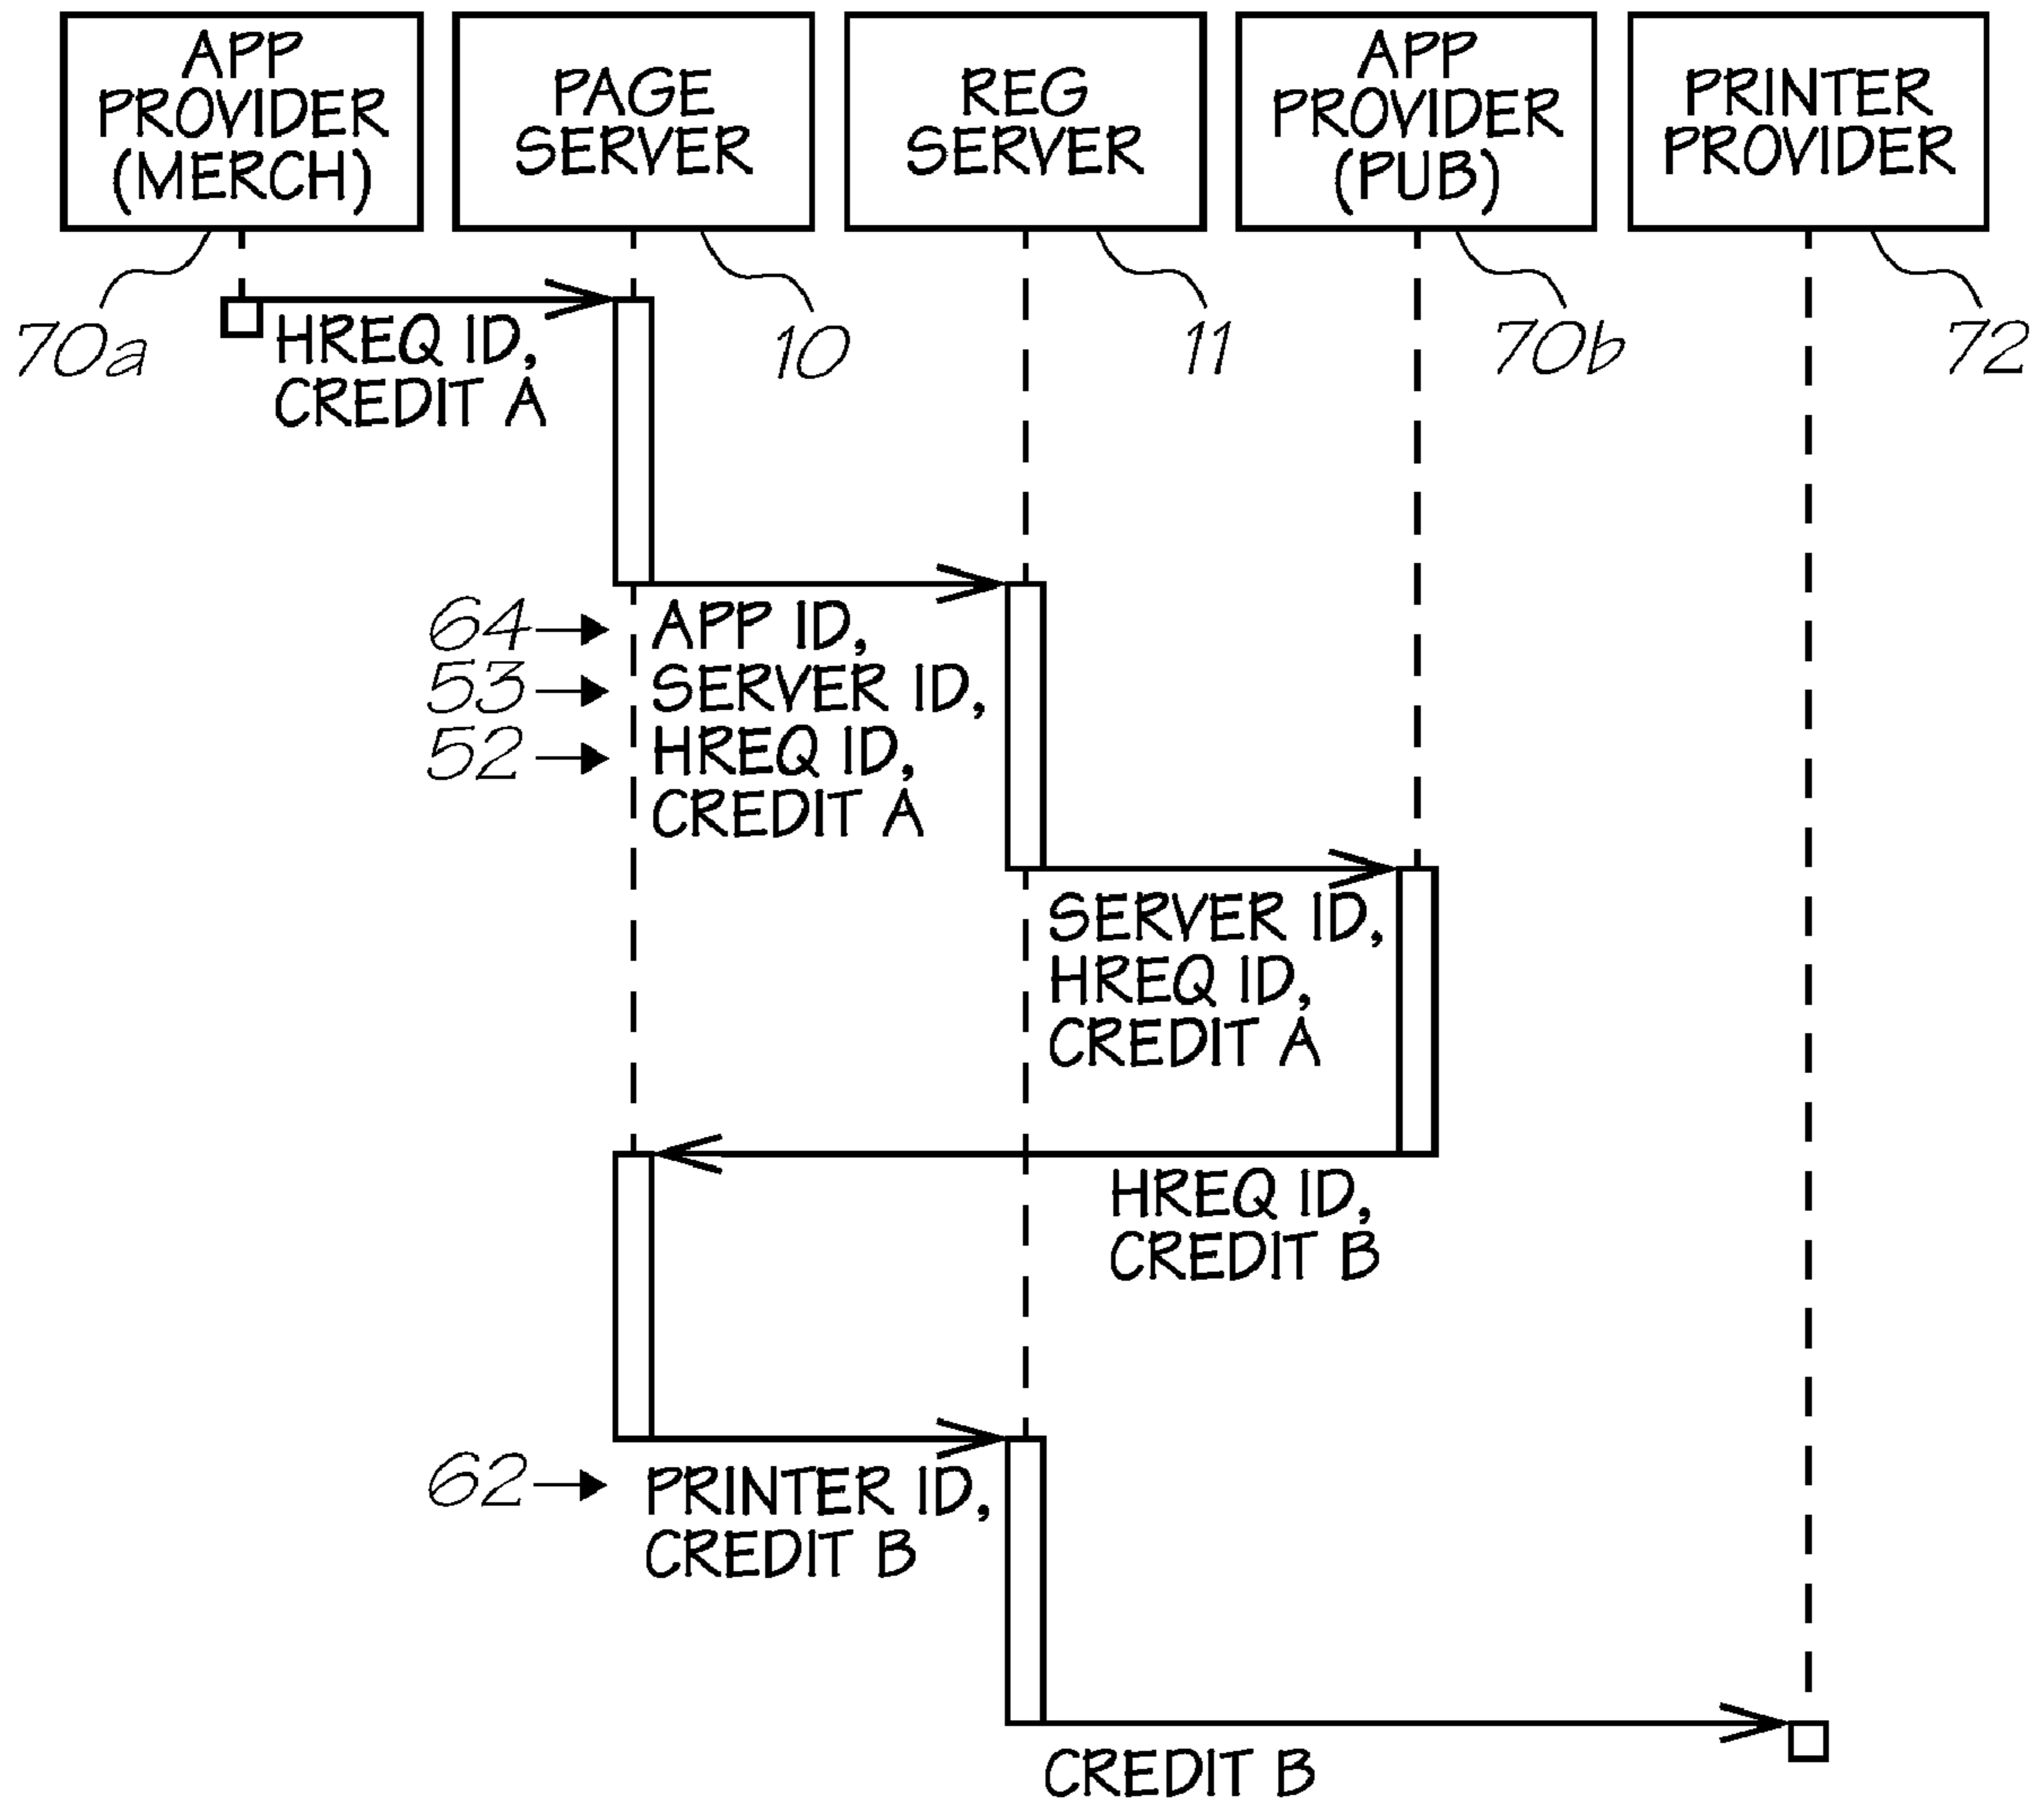 APP
PROVIDER
(MERCH)
PAGE
SERVER
REG
SERVER
APP
PROVIDER
(PUB)
PRINTER
PROVIDER
70a
10
11
70b
72
HREQ ID,
CREDIT A
64
APP ID,
53
SERVER ID,
52
HREQ ID,
CREDIT A
SERVER ID,
HREQ ID,
CREDIT A
HREQ ID,
CREDIT B
62
PRINTER ID,
CREDIT B
CREDIT B